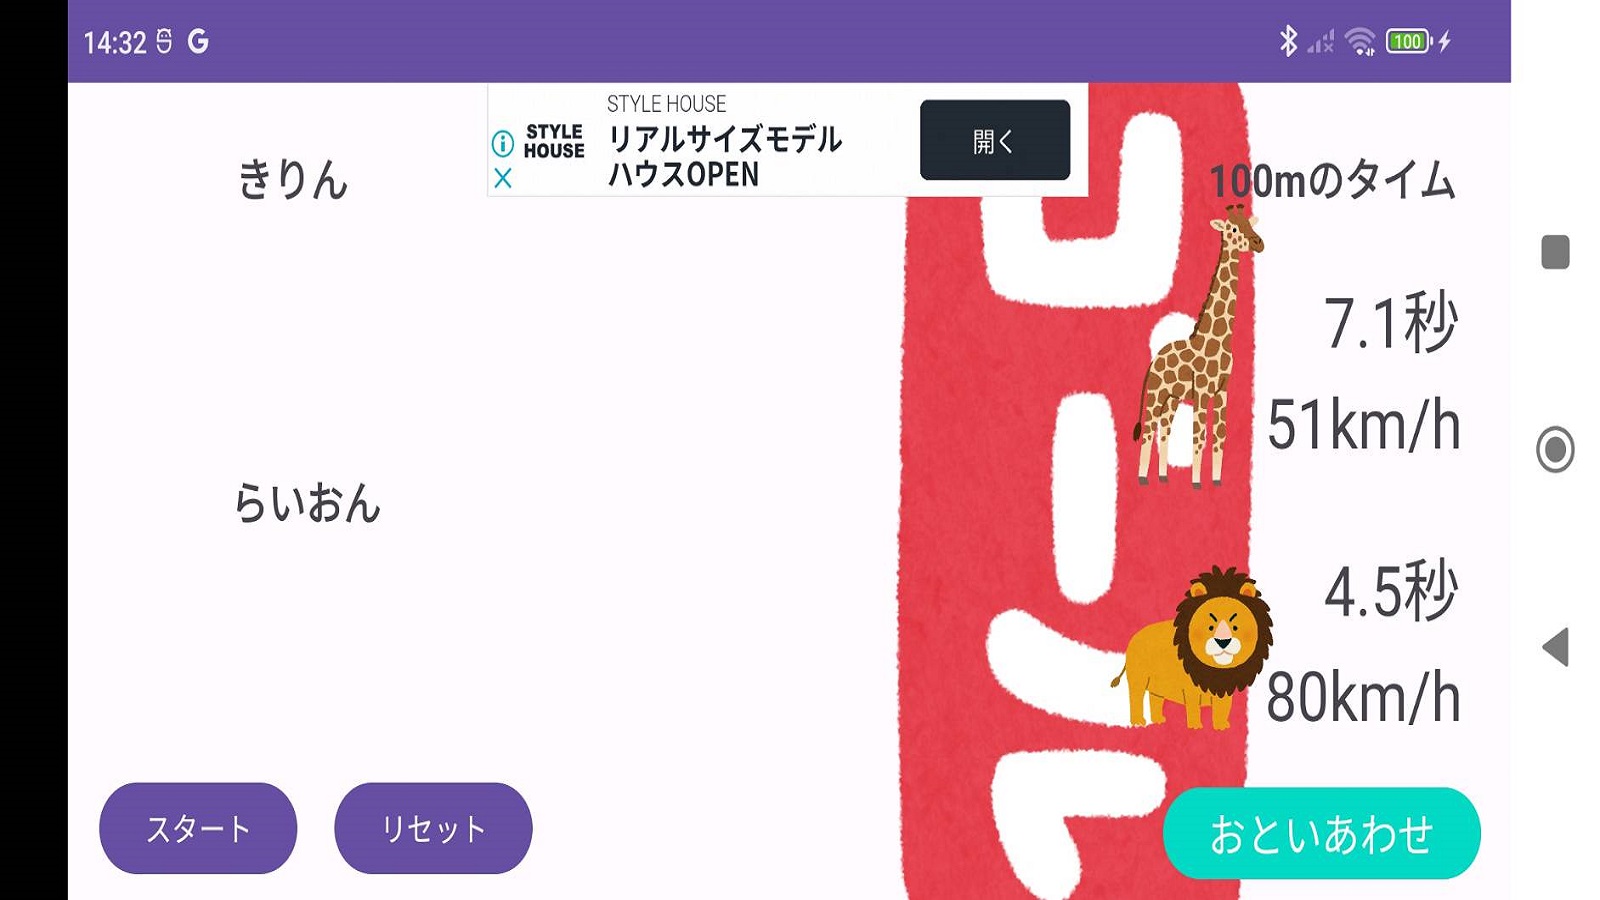 14:32
100
STYLE HOUSE
STYLE
HOUSE
リアルサイズモデル
ハウスOPEN
開く
きりん
100mのタイム
7.1秒
51km/h
らいおん
4.5秒
80km/h
スタート
リセット
おといあわせ
ゴール